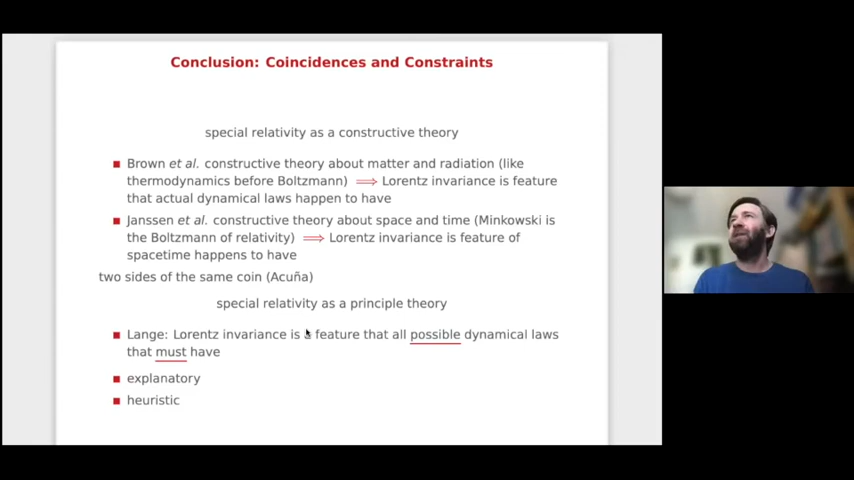 Conclusion: Coincidences and Constraints
special relativity as a constructive theory
Brown et al. constructive theory about matter and radiation (like
thermodynamics before Boltzmann) ⟹ Lorentz invariance is feature
that actual dynamical laws happen to have
Janssen et al. constructive theory about space and time (Minkowski is
the Boltzmann of relativity) ⟹ Lorentz invariance is feature of
spacetime happens to have
two sides of the same coin (Acuña)
special relativity as a principle theory
Lange: Lorentz invariance is a feature that all possible dynamical laws
that must have
explanatory
heuristic